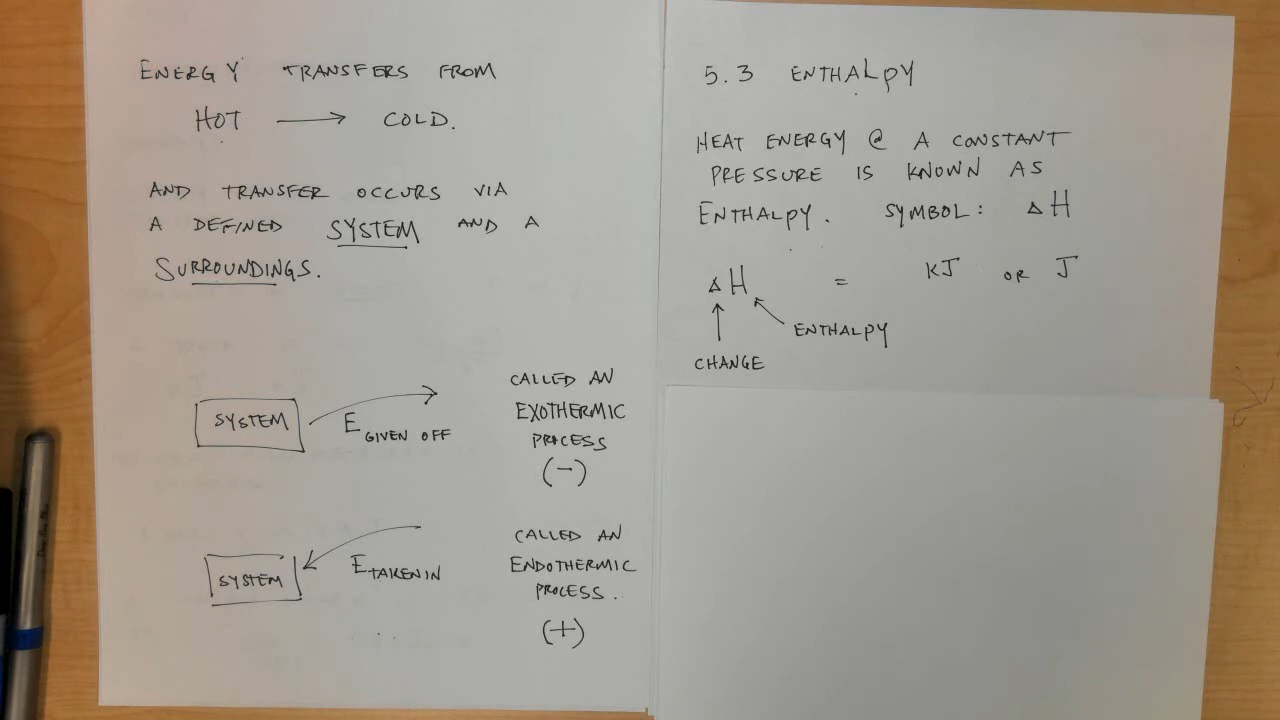 ENERGY TRANSFERS FROM
HOT → COLD.
AND TRANSFER OCCURS VIA
A DEFINED SYSTEM AND A
SURROUNDINGS.
SYSTEM
E GIVEN OFF
CALLED AN
EXOTHERMIC
PROCESS
(-)
SYSTEM
E TAKEN IN
CALLED AN
ENDOTHERMIC
PROCESS.
(+)
5.3 ENTHALPY
HEAT ENERGY @ A CONSTANT
PRESSURE IS KNOWN AS
ENTHALPY. SYMBOL: ΔH
ΔH = KJ OR J
ENTHALPY
CHANGE